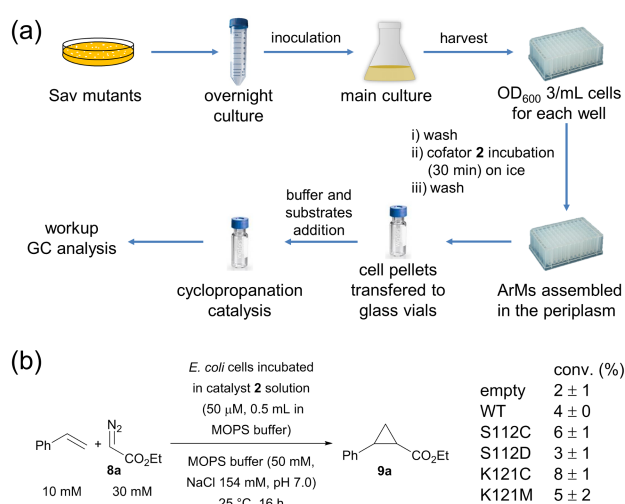 (a)
inoculation
harvest
Sav mutants
overnight
culture
main culture
OD600 3/mL cells
for each well
i) wash
ii) cofator 2 incubation
(30 min) on ice
iii) wash
buffer and
substrates
addition
workup
GC analysis
cyclopropanation
catalysis
cell pellets
transfered to
glass vials
ArMs assembled
in the periplasm
(b)
E. coli cells incubated
in catalyst 2 solution
(50 μM, 0.5 mL in
MOPS buffer)
MOPS buffer (50 mM,
NaCl 154 mM, pH 7.0)
25 °C, 16 h
Ph
+
N2
CO2Et
8a
10 mM
30 mM
Ph
CO2Et
9a
conv. (%)
empty 2 ± 1
WT 4 ± 0
S112C 6 ± 1
S112D 3 ± 1
K121C 8 ± 1
K121M 5 ± 2